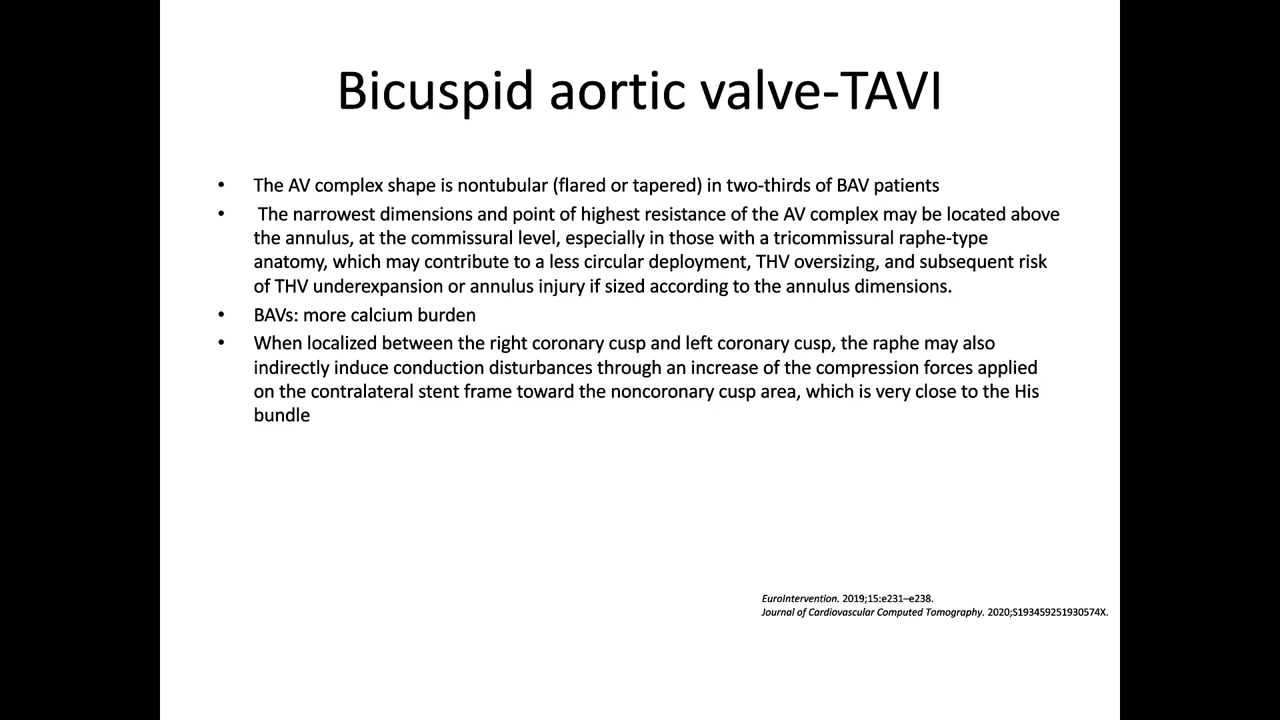 Bicuspid aortic valve-TAVI
• The AV complex shape is nontubular (flared or tapered) in two-thirds of BAV patients
• The narrowest dimensions and point of highest resistance of the AV complex may be located above
the annulus, at the commissural level, especially in those with a tricommissural raphe-type
anatomy, which may contribute to a less circular deployment, THV oversizing, and subsequent risk
of THV underexpansion or annulus injury if sized according to the annulus dimensions.
• BAVs: more calcium burden
• When localized between the right coronary cusp and left coronary cusp, the raphe may also
indirectly induce conduction disturbances through an increase of the compression forces applied
on the contralateral stent frame toward the noncoronary cusp area, which is very close to the His
bundle
EuroIntervention. 2019;15:e231–e238.
Journal of Cardiovascular Computed Tomography. 2020;S193459251930574X.